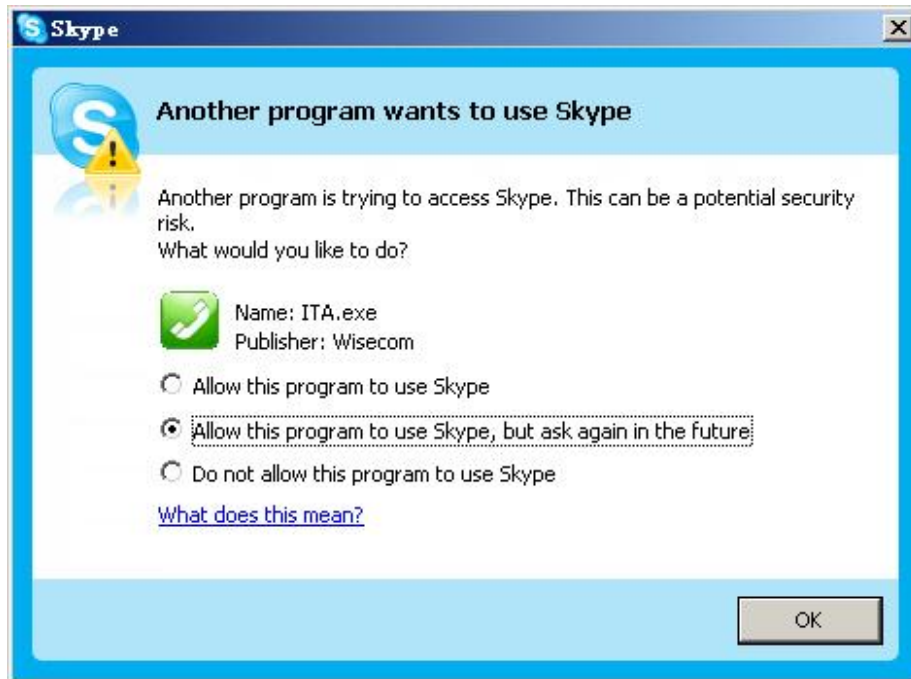 Skype
Another program wants to use Skype
Another program is trying to access Skype. This can be a potential security
risk.
What would you like to do?
Name: ITA.exe
Publisher: Wisecom
Allow this program to use Skype
Allow this program to use Skype, but ask again in the future
Do not allow this program to use Skype
What does this mean?
OK